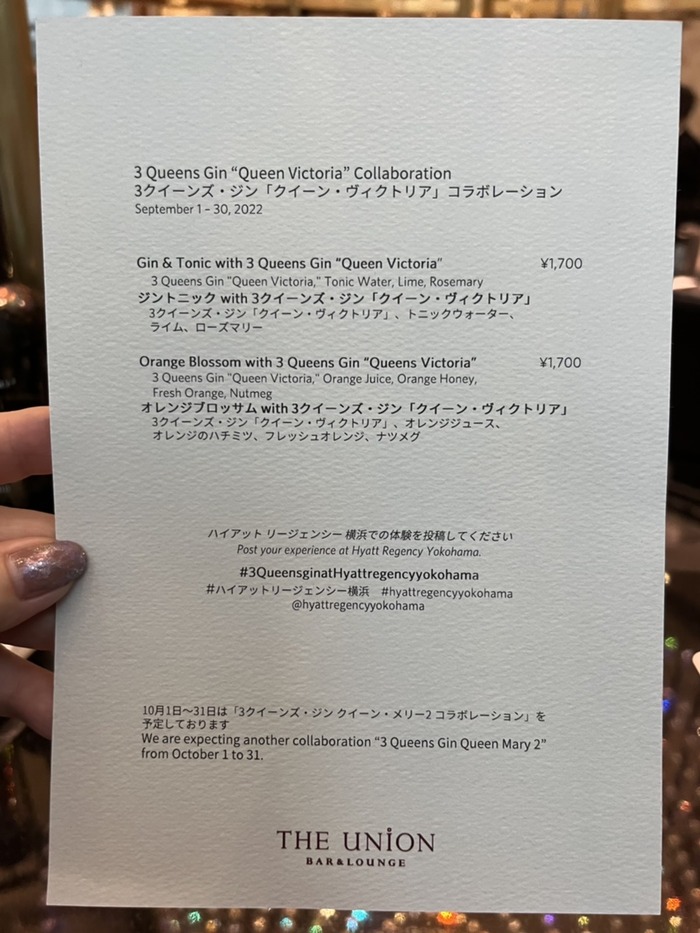 3 Queens Gin “Queen Victoria” Collaboration
3クイーンズ・ジン「クイーン・ヴィクトリア」コラボレーション
September 1 – 30, 2022
Gin & Tonic with 3 Queens Gin “Queen Victoria” ¥1,700
3 Queens Gin "Queen Victoria," Tonic Water, Lime, Rosemary
ジントニック with 3クイーンズ・ジン「クイーン・ヴィクトリア」
3クイーンズ・ジン「クイーン・ヴィクトリア」、トニックウォーター、
ライム、ローズマリー
Orange Blossom with 3 Queens Gin “Queens Victoria” ¥1,700
3 Queens Gin "Queen Victoria," Orange Juice, Orange Honey,
Fresh Orange, Nutmeg
オレンジブロッサム with 3クイーンズ・ジン「クイーン・ヴィクトリア」
3クイーンズ・ジン「クイーン・ヴィクトリア」、オレンジジュース、
オレンジのハチミツ、フレッシュオレンジ、ナツメグ
ハイアット リージェンシー 横浜での体験を投稿してください
Post your experience at Hyatt Regency Yokohama.
#3QueensginatHyattregencyyokohama
#ハイアットリージェンシー横浜 #hyattregencyyokohama
@hyattregencyyokohama
10月1日～31日は「3クイーンズ・ジン クイーン・メリー2 コラボレーション」を
予定しております
We are expecting another collaboration “3 Queens Gin Queen Mary 2”
from October 1 to 31.
THE UNION
BAR&LOUNGE